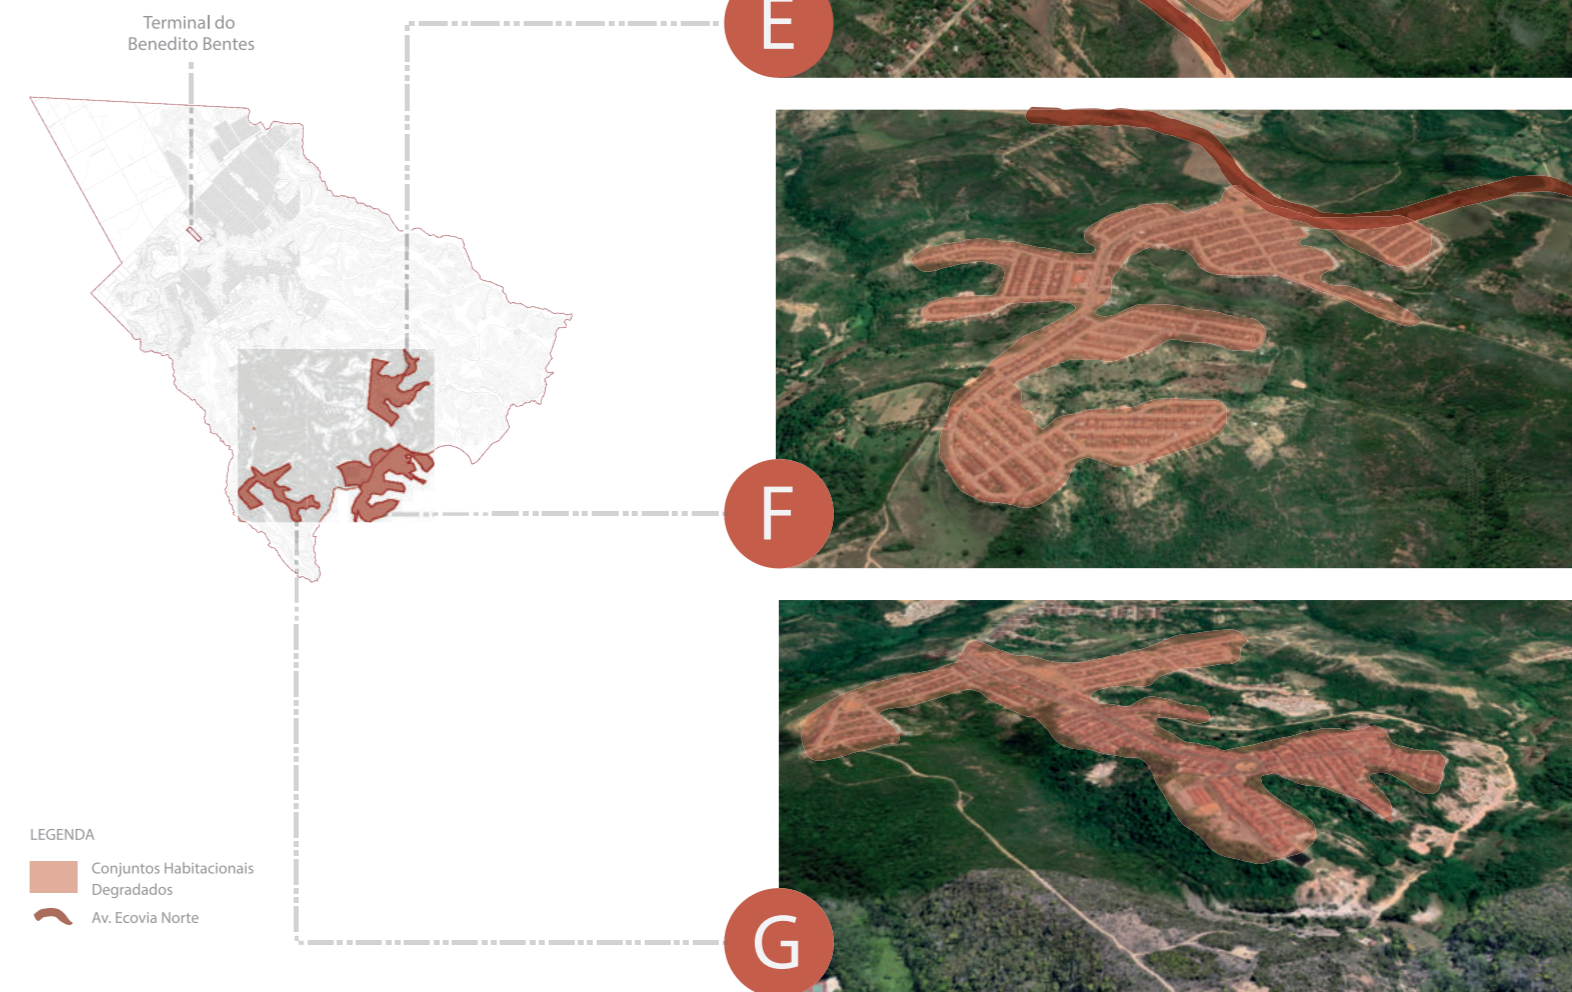 Terminal do
Benedito Bentes
E
F
G
LEGENDA
Conjuntos Habitacionais
Degradados
Av. Ecovia Norte